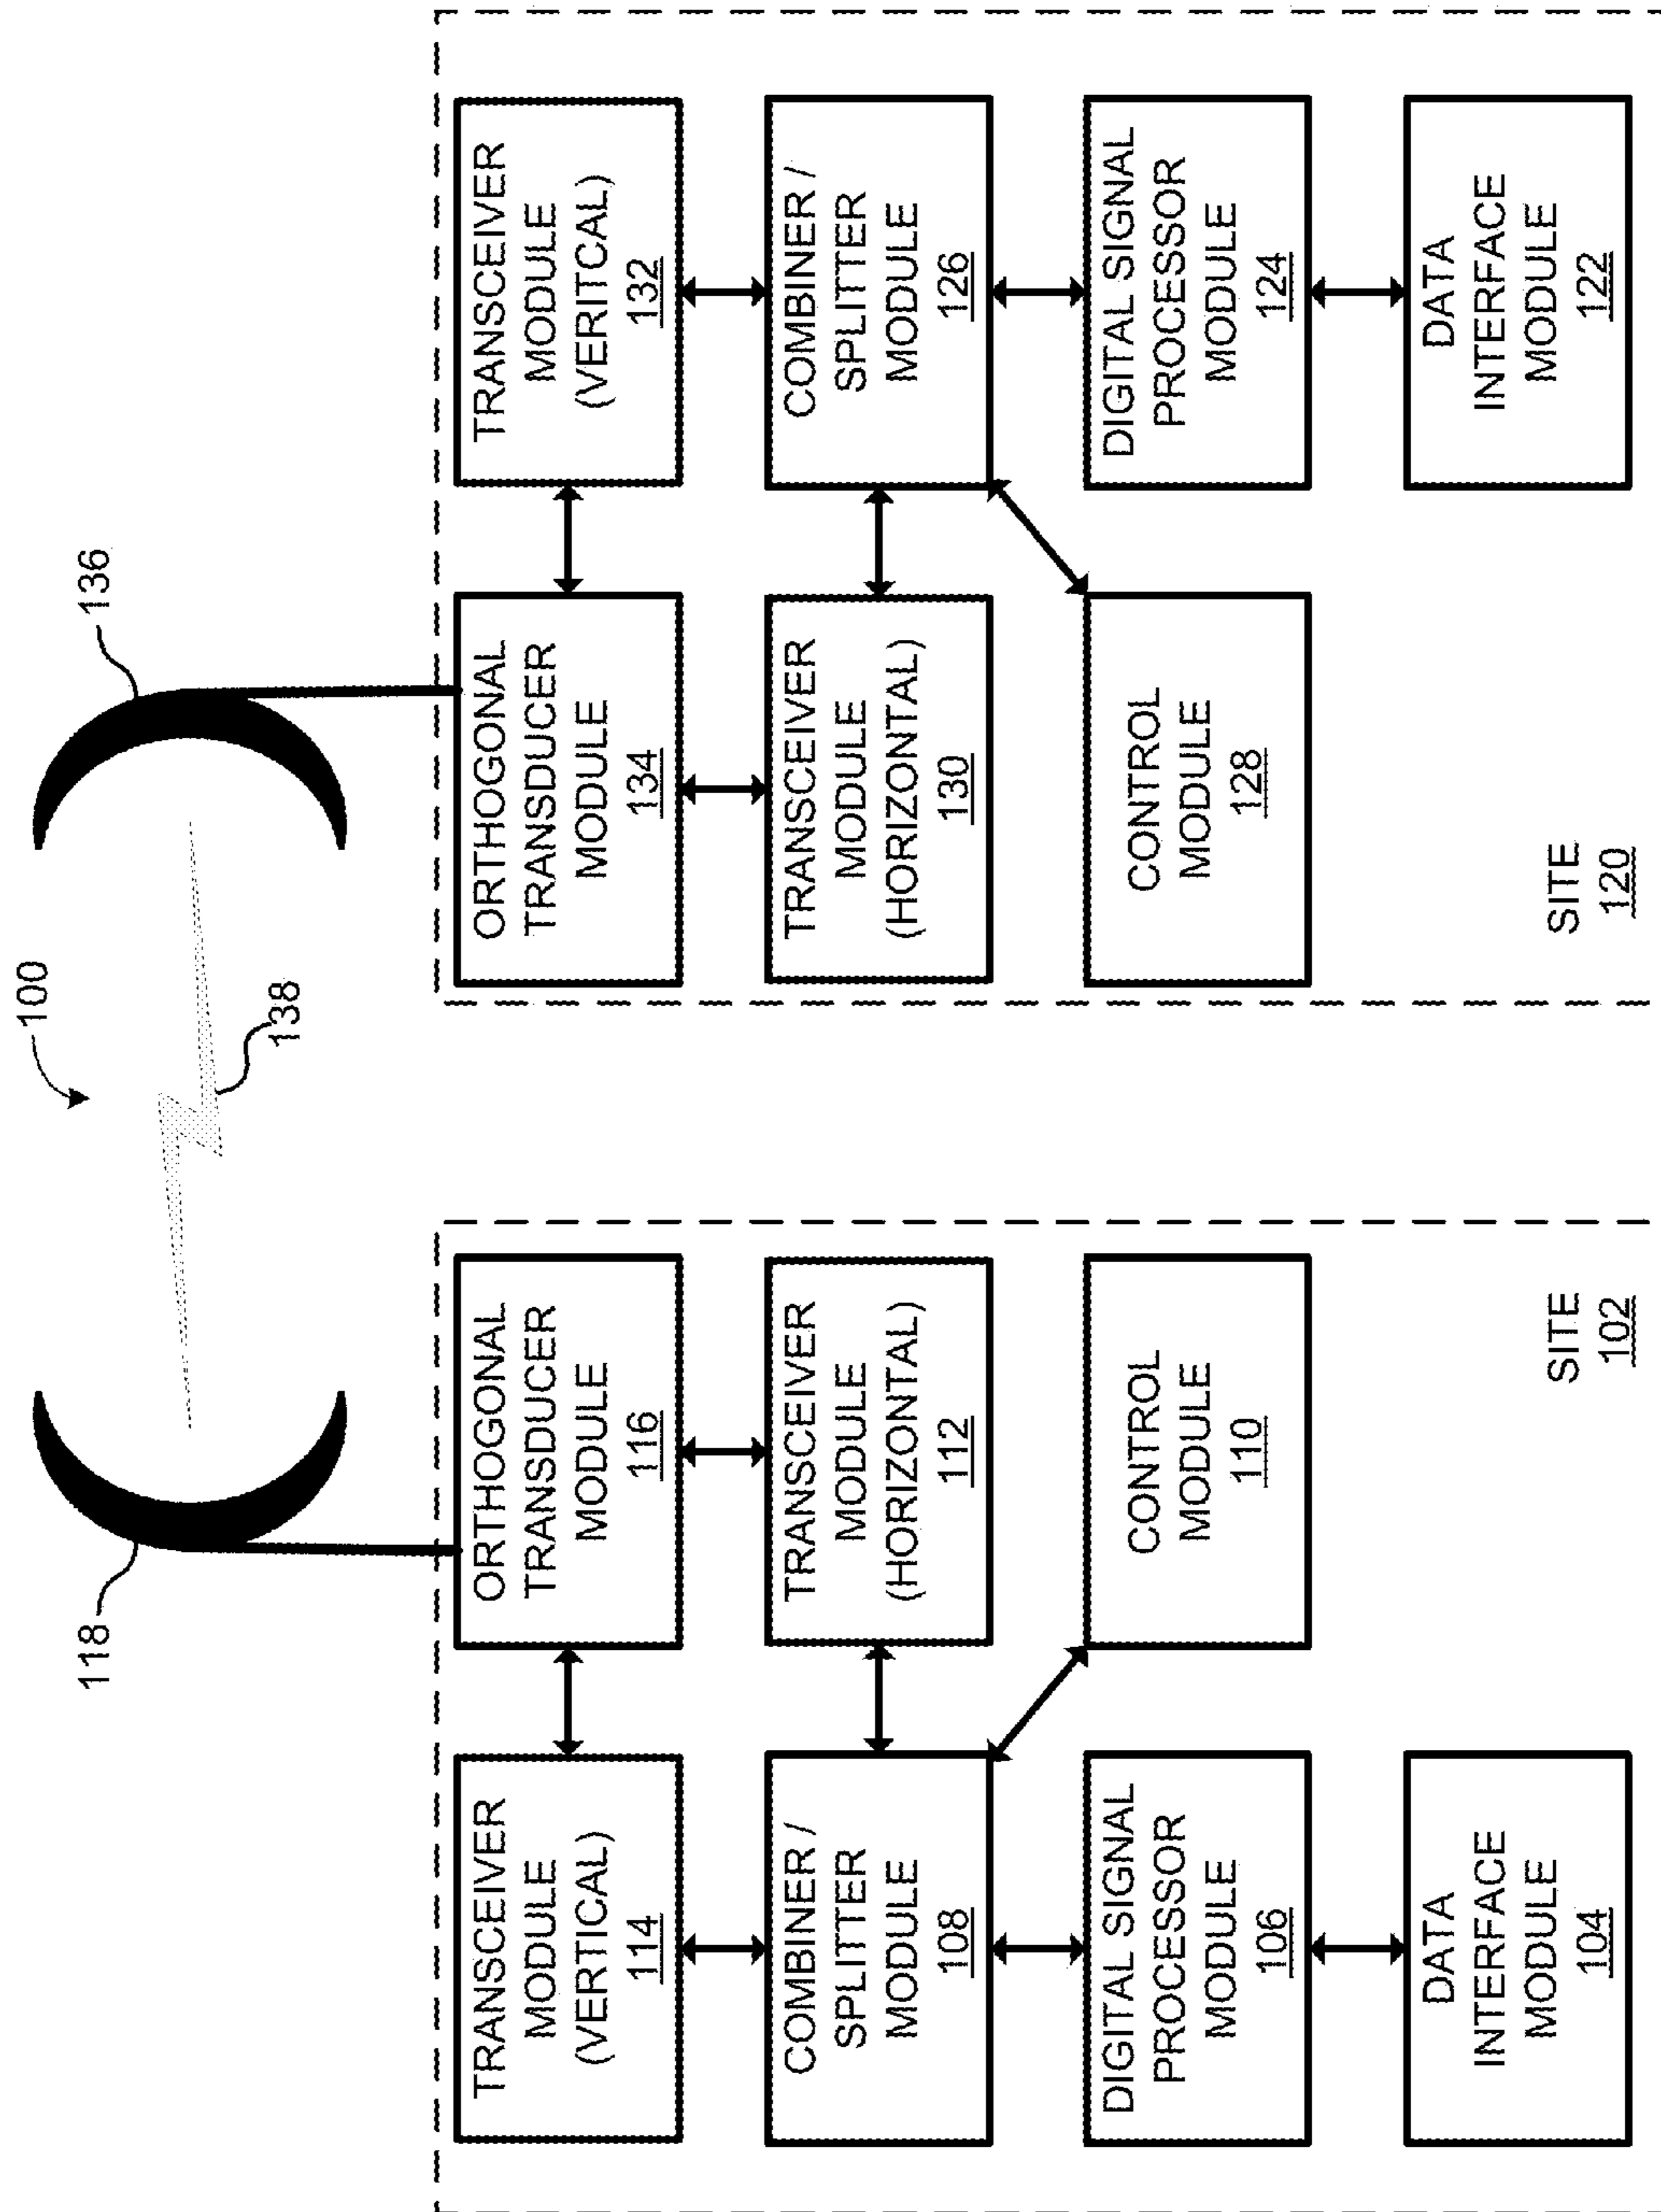 100
118
136
138
TRANSCEIVER
MODULE
(VERTICAL)
114
ORTHOGONAL
TRANSDUCER
MODULE
116
COMBINER /
SPLITTER
MODULE
108
TRANSCEIVER
MODULE
(HORIZONTAL)
112
DIGITAL SIGNAL
PROCESSOR
MODULE
106
CONTROL
MODULE
110
DATA
INTERFACE
MODULE
104
SITE
102
ORTHOGONAL
TRANSDUCER
MODULE
134
TRANSCEIVER
MODULE
(VERITCAL)
132
TRANSCEIVER
MODULE
(HORIZONTAL)
130
COMBINER /
SPLITTER
MODULE
126
CONTROL
MODULE
128
DIGITAL SIGNAL
PROCESSOR
MODULE
124
SITE
120
DATA
INTERFACE
MODULE
122